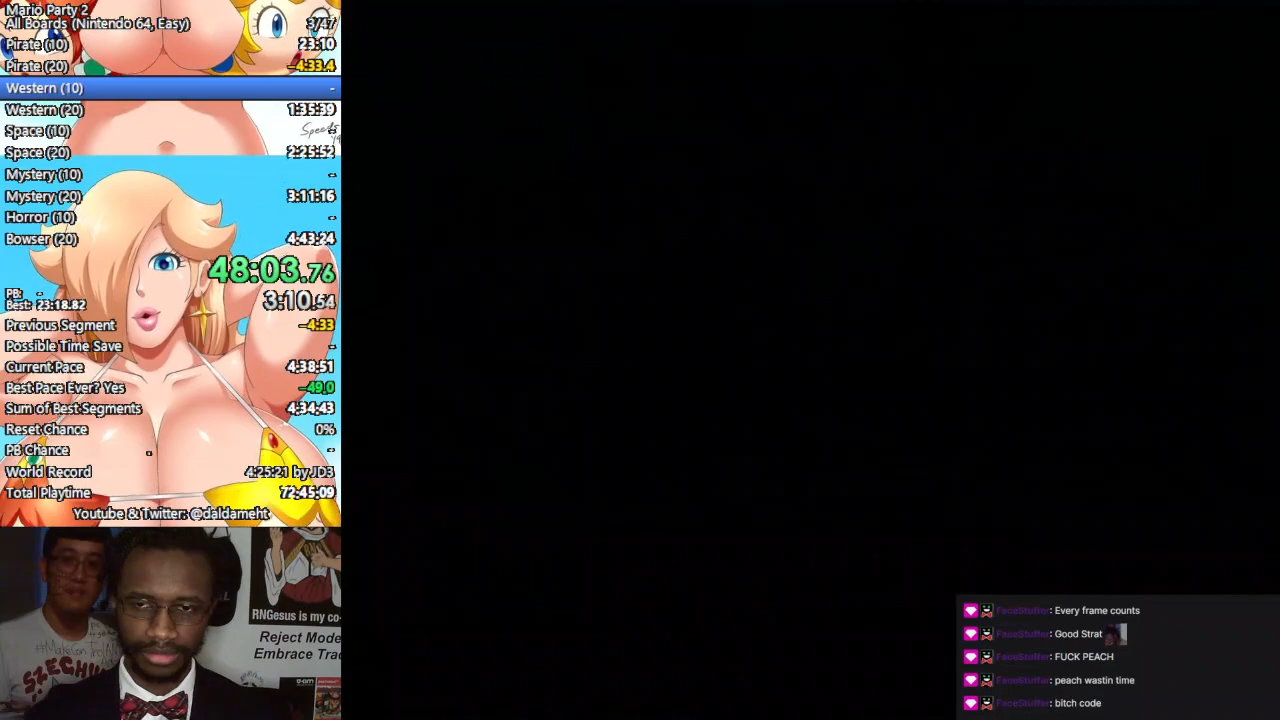 Mario Party 2
All Boards (Nintendo 64, Easy) 3/47
Pirate (10) 23:10
Pirate (20) −4:33.4
Western (10) -
Western (20) 1:35:39
Space (10) -
Space (20) 2:25:52
Mystery (10) -
Mystery (20) 3:11:16
Horror (10) -
Bowser (20) 4:43:24
48:03.76
PB: -
Best: 23:18.82
3:10.54
Previous Segment −4:33
Possible Time Save -
Current Pace 4:38:51
Best Pace Ever? Yes −49.0
Sum of Best Segments 4:34:43
Reset Chance 0%
PB Chance -
World Record 4:25:21 by JD3
Total Playtime 72:45:09
Youtube & Twitter: @daldameht
RNGesus is my co-
Reject Mode
Embrace Trad
FaceStuffer: Every frame counts
FaceStuffer: Good Strat
FaceStuffer: FUCK PEACH
FaceStuffer: peach wastin time
FaceStuffer: bitch code